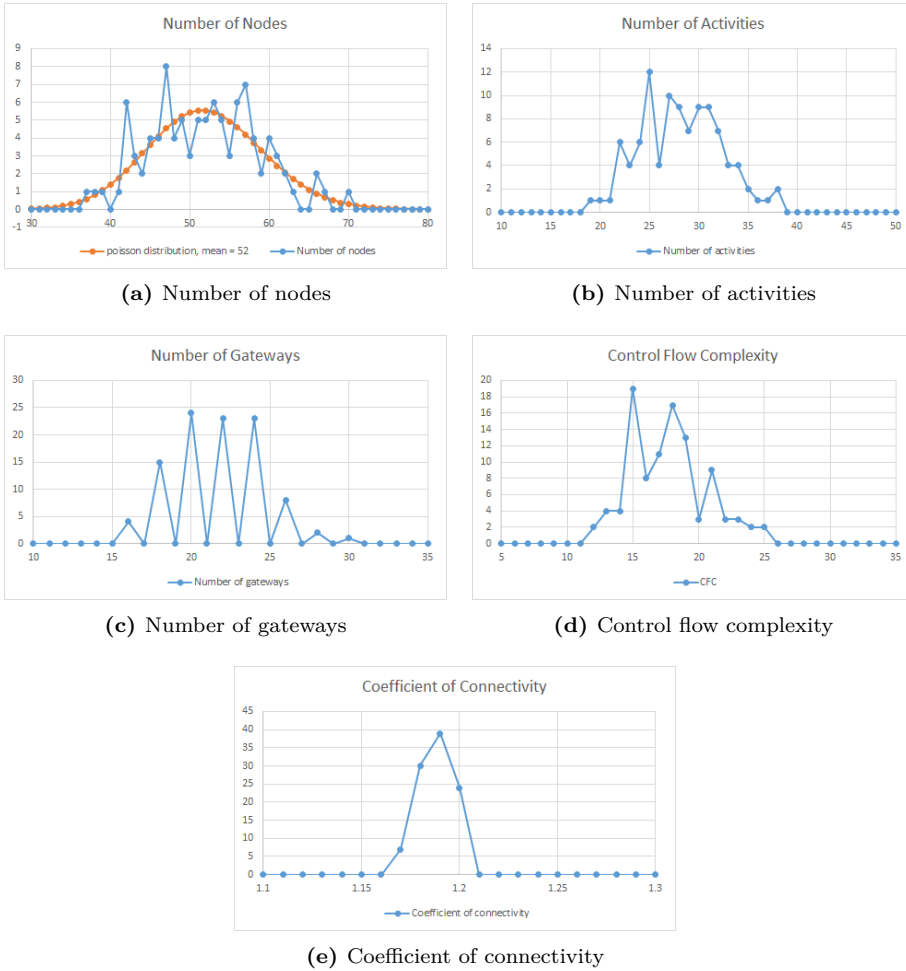 Number of Nodes
9
8
7
6
5
4
3
2
1
0
-1
30 40 50 60 70 80
poisson distribution, mean = 52 Number of nodes
(a) Number of nodes
Number of Activities
14
12
10
8
6
4
2
0
10 15 20 25 30 35 40 45 50
Number of activities
(b) Number of activities
Number of Gateways
30
25
20
15
10
5
0
10 15 20 25 30 35
Number of gateways
(c) Number of gateways
Control Flow Complexity
20
18
16
14
12
10
8
6
4
2
0
5 10 15 20 25 30 35
CFC
(d) Control flow complexity
Coefficient of Connectivity
45
40
35
30
25
20
15
10
5
0
1.1 1.15 1.2 1.25 1.3
Coefficient of connectivity
(e) Coefficient of connectivity